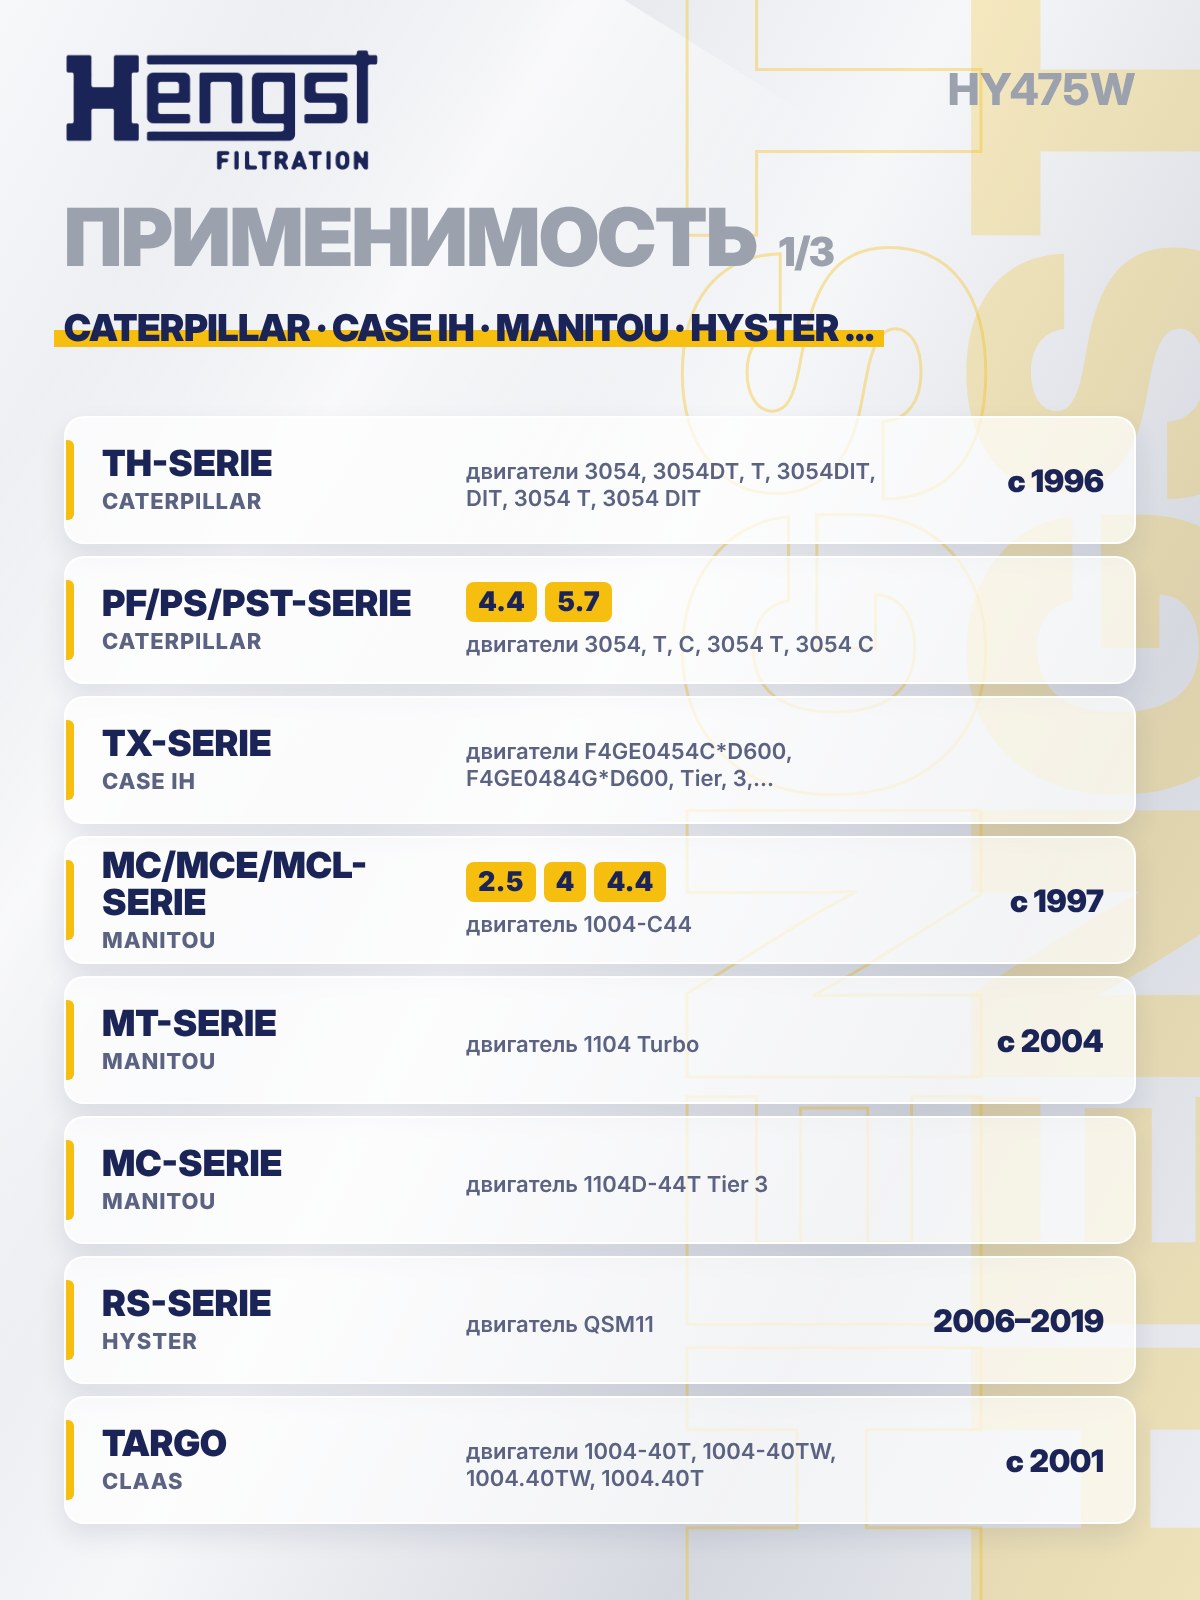 Hengst
FILTRATION
HY475W
ПРИМЕНИМОСТЬ 1/3
CATERPILLAR · CASE IH · MANITOU · HYSTER ...
TH-SERIE
CATERPILLAR
двигатели 3054, 3054DT, T, 3054DIT,
DIT, 3054 T, 3054 DIT
с 1996
PF/PS/PST-SERIE
CATERPILLAR
4.4 5.7
двигатели 3054, T, C, 3054 T, 3054 C
TX-SERIE
CASE IH
двигатели F4GE0454C*D600,
F4GE0484G*D600, Tier, 3,...
MC/MCE/MCL-
SERIE
MANITOU
2.5 4 4.4
двигатель 1004-C44
с 1997
MT-SERIE
MANITOU
двигатель 1104 Turbo
с 2004
MC-SERIE
MANITOU
двигатель 1104D-44T Tier 3
RS-SERIE
HYSTER
двигатель QSM11
2006–2019
TARGO
CLAAS
двигатели 1004-40T, 1004-40TW,
1004.40TW, 1004.40T
с 2001
HENGST
HENGST